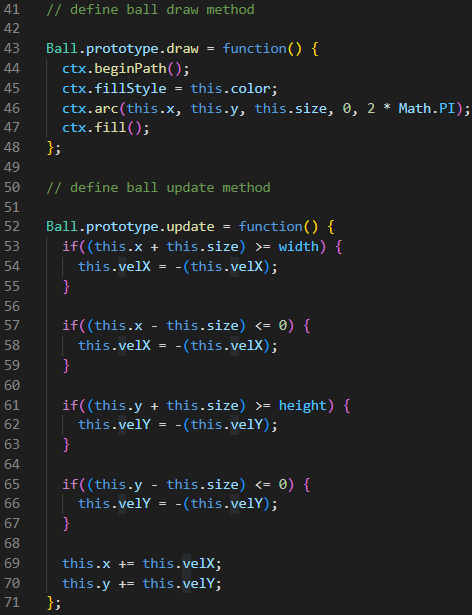 41 // define ball draw method
42
43 Ball.prototype.draw = function() {
44   ctx.beginPath();
45   ctx.fillStyle = this.color;
46   ctx.arc(this.x, this.y, this.size, 0, 2 * Math.PI);
47   ctx.fill();
48 };
49
50 // define ball update method
51
52 Ball.prototype.update = function() {
53   if((this.x + this.size) >= width) {
54     this.velX = -(this.velX);
55   }
56
57   if((this.x - this.size) <= 0) {
58     this.velX = -(this.velX);
59   }
60
61   if((this.y + this.size) >= height) {
62     this.velY = -(this.velY);
63   }
64
65   if((this.y - this.size) <= 0) {
66     this.velY = -(this.velY);
67   }
68
69   this.x += this.velX;
70   this.y += this.velY;
71 };